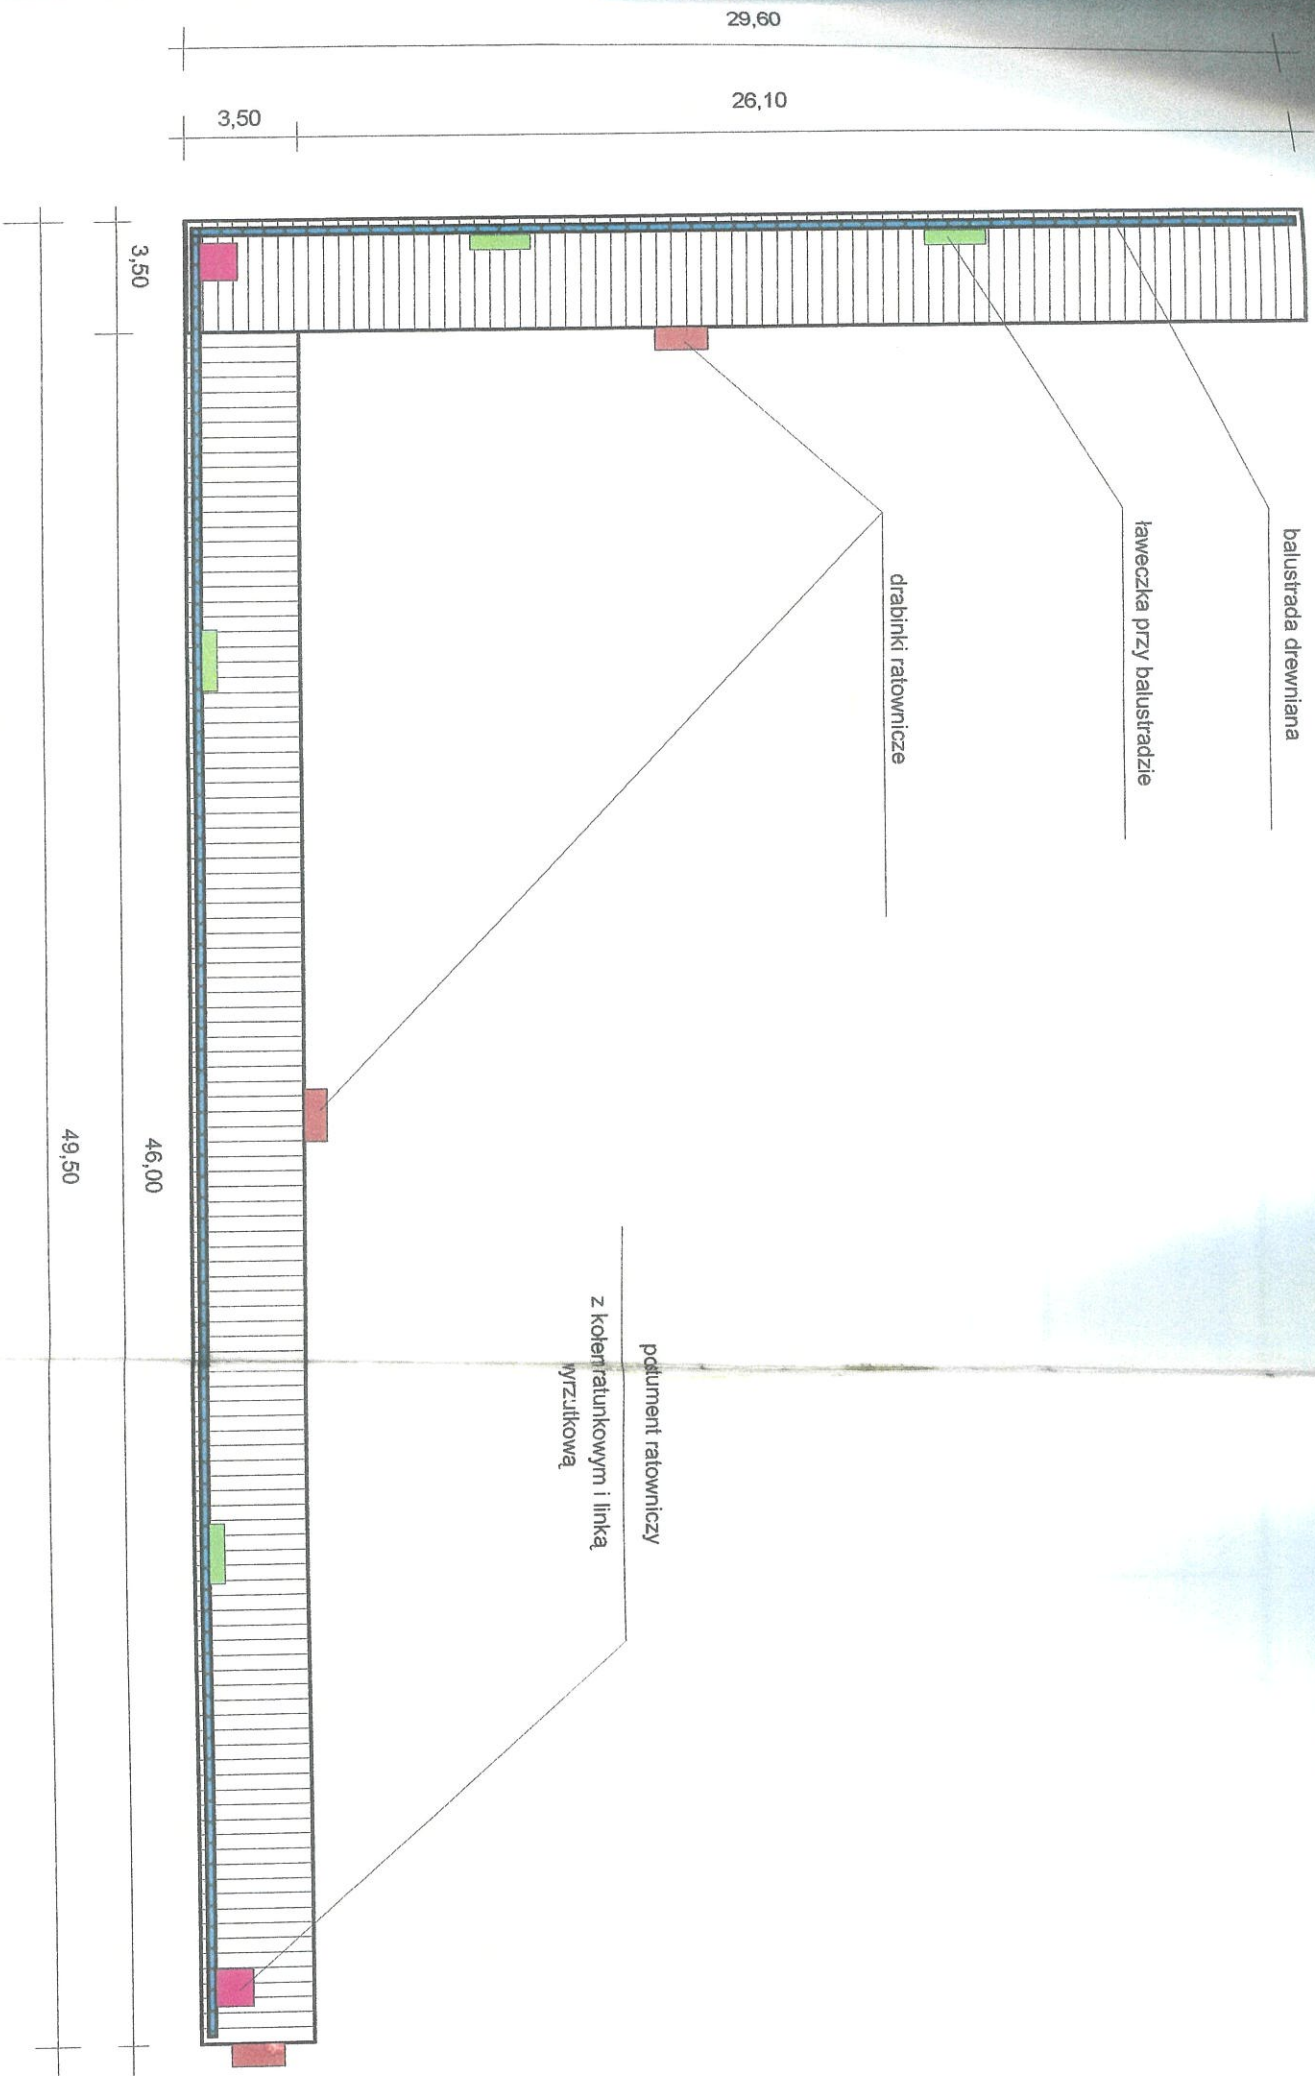 29,60
26,10
3,50
3,50
46,00
49,50
balustrada drewniana
ławeczka przy balustradzie
drabinki ratownicze
postument ratowniczy
z kołem ratunkowym i linką